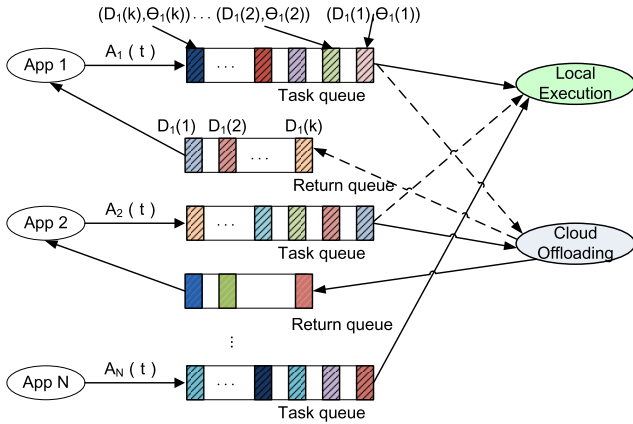 (D₁(k),Θ₁(k)) . . . . (D₁(2),Θ₁(2)) (D₁(1),Θ₁(1))
App 1 A₁ ( t ) . . . Local Execution
Task queue
D₁(1) D₁(2) D₁(k)
. . .
Return queue
App 2 A₂ ( t ) . . . Cloud Offloading
Task queue
Return queue
...
App N A_N ( t ) . . .
Task queue